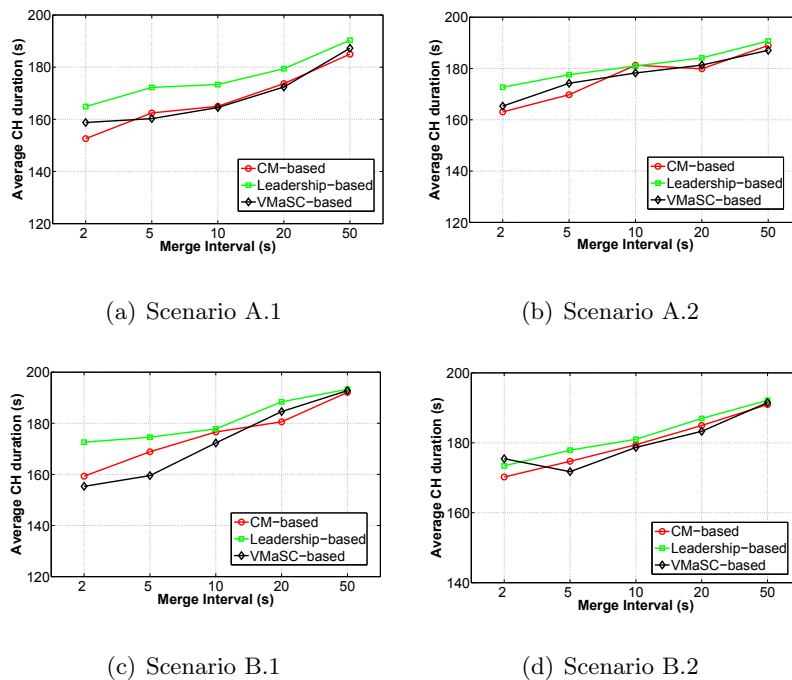 200
180
160
140
120
Average CH duration (s)
CM-based
Leadership-based
VMaSC-based
2 5 10 20 50
Merge Interval (s)
(a) Scenario A.1
200
180
160
140
120
Average CH duration (s)
CM-based
Leadership-based
VMaSC-based
2 5 10 20 50
Merge Interval (s)
(b) Scenario A.2
200
180
160
140
120
Average CH duration (s)
CM-based
Leadership-based
VMaSC-based
2 5 10 20 50
Merge Interval (s)
(c) Scenario B.1
200
180
160
140
Average CH duration (s)
CM-based
Leadership-based
VMaSC-based
2 5 10 20 50
Merge Interval (s)
(d) Scenario B.2